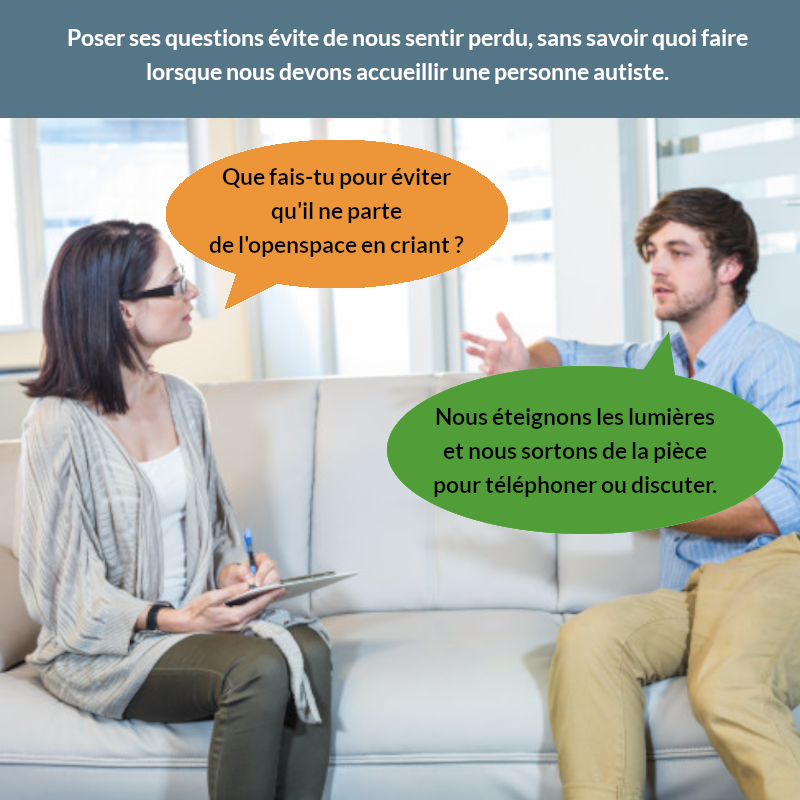 Poser ses questions évite de nous sentir perdu, sans savoir quoi faire
lorsque nous devons accueillir une personne autiste.
Que fais-tu pour éviter
qu'il ne parte
de l'openspace en criant ?
Nous éteignons les lumières
et nous sortons de la pièce
pour téléphoner ou discuter.